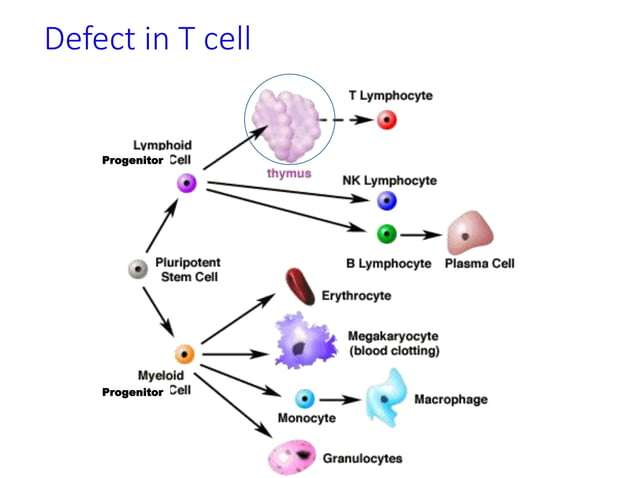 Defect in T cell
T Lymphocyte
Lymphoid
Progenitor Cell
thymus
NK Lymphocyte
B Lymphocyte
Plasma Cell
Pluripotent
Stem Cell
Erythrocyte
Megakaryocyte
(blood clotting)
Myeloid
Progenitor Cell
Macrophage
Monocyte
Granulocytes